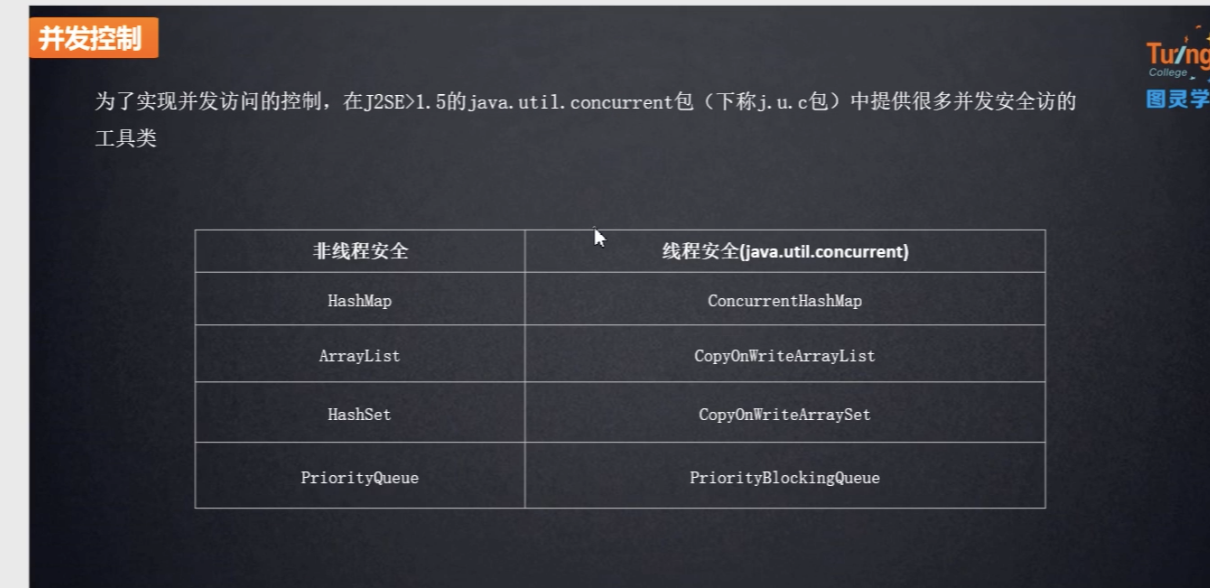 并发控制
Turing
College
图灵学
为了实现并发访问的控制，在J2SE>1.5的java.util.concurrent包（下称j.u.c包）中提供很多并发安全访的
工具类
非线程安全 线程安全(java.util.concurrent)
HashMap ConcurrentHashMap
ArrayList CopyOnWriteArrayList
HashSet CopyOnWriteArraySet
PriorityQueue PriorityBlockingQueue